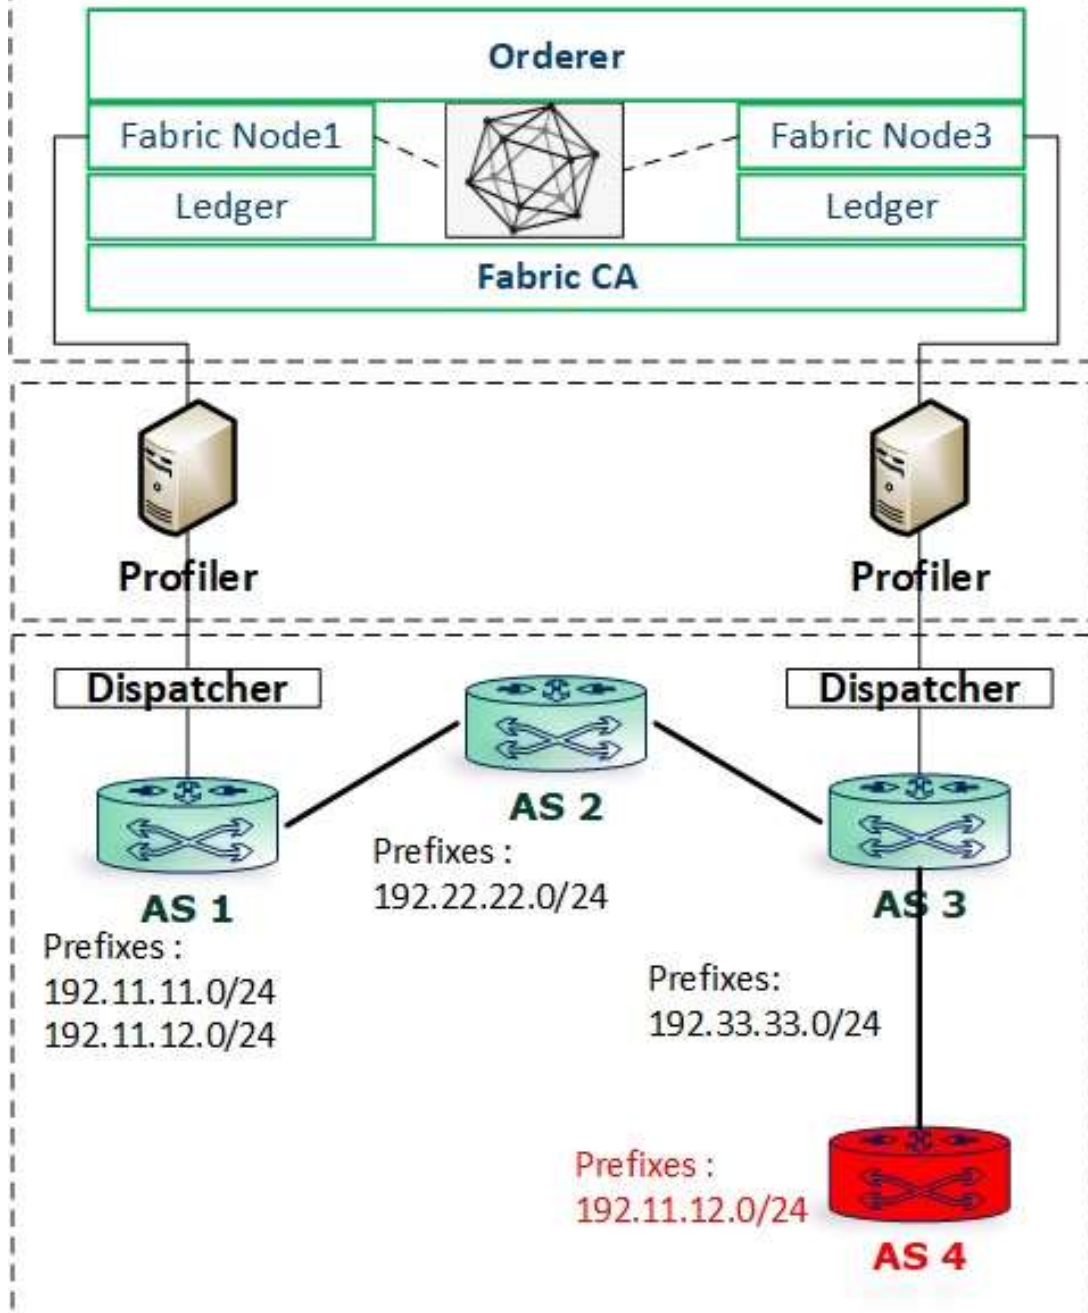 Orderer
Fabric Node1
Fabric Node3
Ledger
Ledger
Fabric CA
Profiler
Profiler
Dispatcher
Dispatcher
AS 2
Prefixes :
192.22.22.0/24
AS 1
Prefixes :
192.11.11.0/24
192.11.12.0/24
AS 3
Prefixes:
192.33.33.0/24
Prefixes :
192.11.12.0/24
AS 4